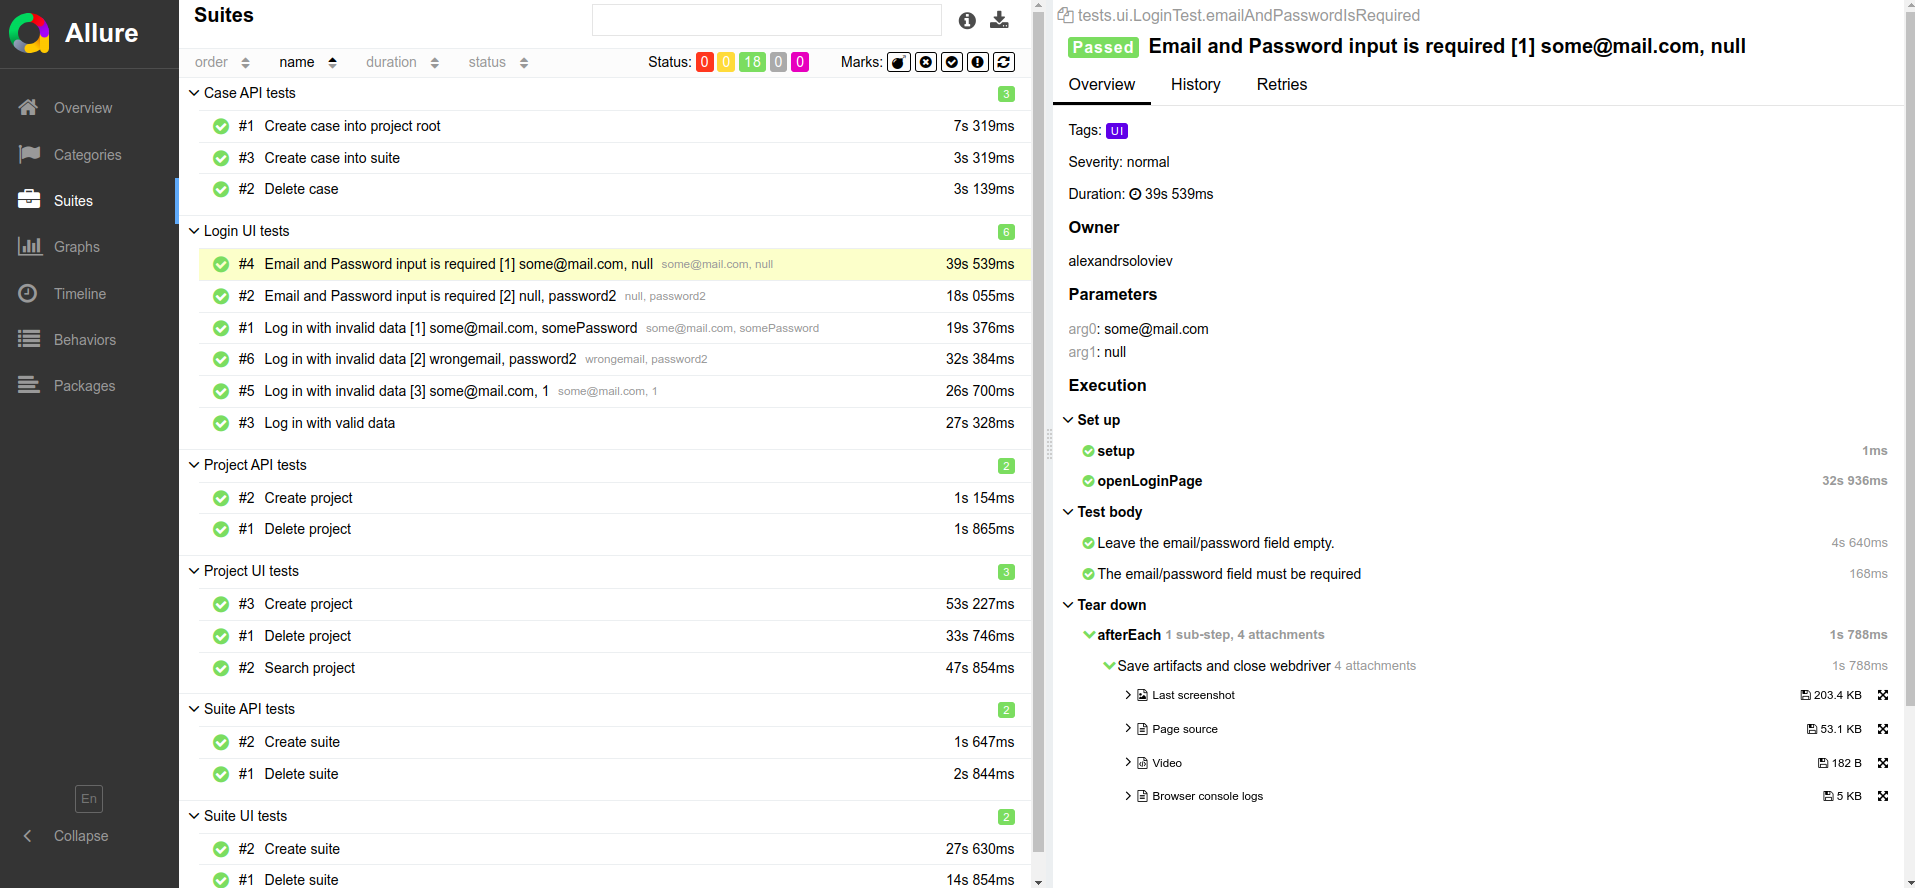 Allure
Overview
Categories
Suites
Graphs
Timeline
Behaviors
Packages
En
Collapse
Suites
order name duration status Status: 0 0 18 0 0 Marks:
Case API tests 3
#1 Create case into project root 7s 319ms
#3 Create case into suite 3s 319ms
#2 Delete case 3s 139ms
Login UI tests 6
#4 Email and Password input is required [1] some@mail.com, null some@mail.com, null 39s 539ms
#2 Email and Password input is required [2] null, password2 null, password2 18s 055ms
#1 Log in with invalid data [1] some@mail.com, somePassword some@mail.com, somePassword 19s 376ms
#6 Log in with invalid data [2] wrongemail, password2 wrongemail, password2 32s 384ms
#5 Log in with invalid data [3] some@mail.com, 1 some@mail.com, 1 26s 700ms
#3 Log in with valid data 27s 328ms
Project API tests 2
#2 Create project 1s 154ms
#1 Delete project 1s 865ms
Project UI tests 3
#3 Create project 53s 227ms
#1 Delete project 33s 746ms
#2 Search project 47s 854ms
Suite API tests 2
#2 Create suite 1s 647ms
#1 Delete suite 2s 844ms
Suite UI tests 2
#2 Create suite 27s 630ms
#1 Delete suite 14s 854ms
tests.ui.LoginTest.emailAndPasswordIsRequired
Passed Email and Password input is required [1] some@mail.com, null
Overview History Retries
Tags: UI
Severity: normal
Duration: 39s 539ms
Owner
alexandrsoloviev
Parameters
arg0: some@mail.com
arg1: null
Execution
Set up
setup 1ms
openLoginPage 32s 936ms
Test body
Leave the email/password field empty. 4s 640ms
The email/password field must be required 168ms
Tear down
afterEach 1 sub-step, 4 attachments 1s 788ms
Save artifacts and close webdriver 4 attachments 1s 788ms
Last screenshot 203.4 KB
Page source 53.1 KB
Video 182 B
Browser console logs 5 KB